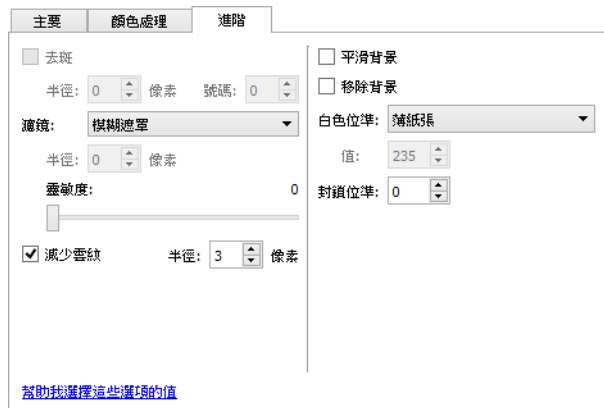 主要 顏色處理 進階
去斑
半徑: 0 像素 號碼: 0
濾鏡: 模糊遮罩
半徑: 0 像素
靈敏度: 0
減少雲紋 半徑: 3 像素
幫助我選擇這些選項的值
平滑背景
移除背景
白色位準: 薄紙張
值: 235
封鎖位準: 0